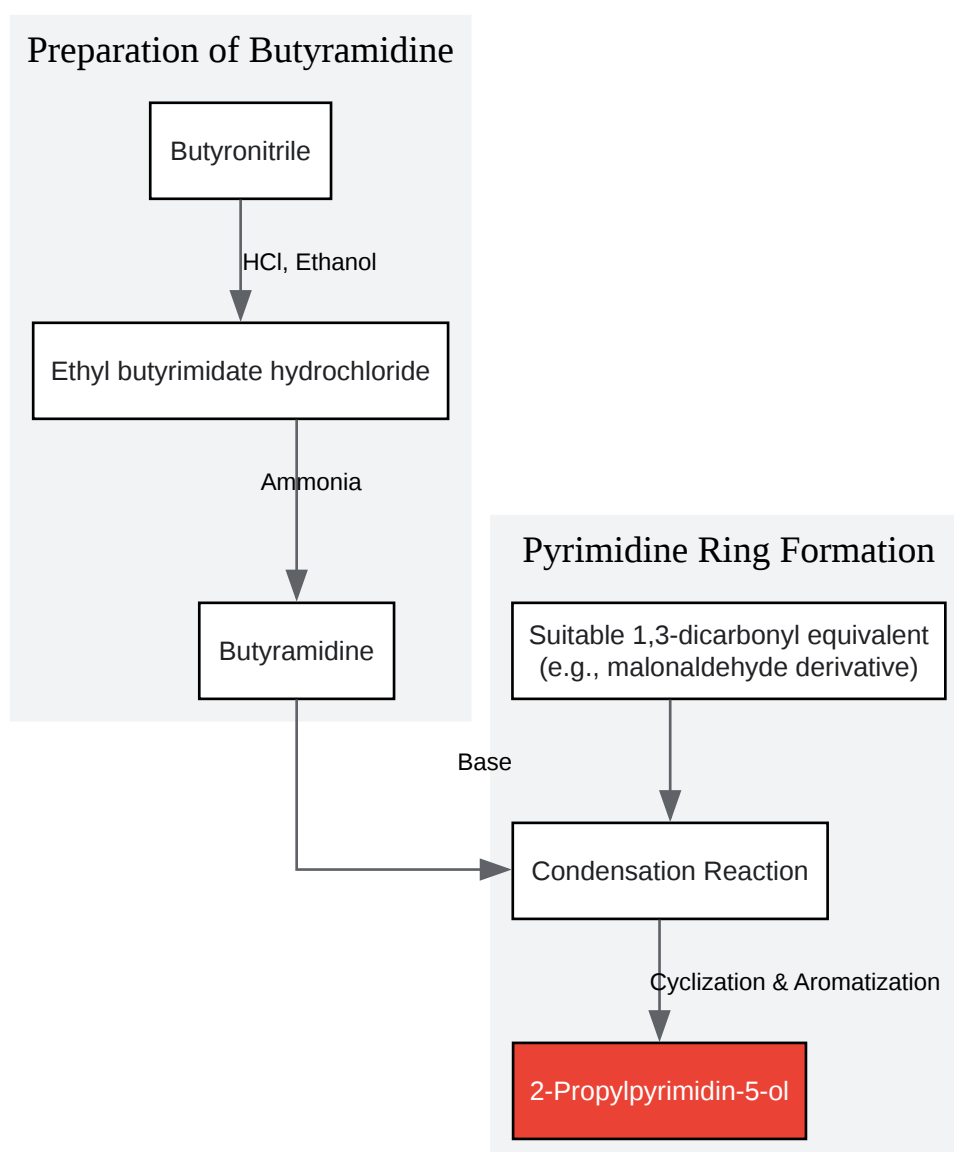 Preparation of Butyramidine
Butyronitrile
HCl, Ethanol
Ethyl butyrimidate hydrochloride
Ammonia
Butyramidine
Pyrimidine Ring Formation
Suitable 1,3-dicarbonyl equivalent
(e.g., malonaldehyde derivative)
Base
Condensation Reaction
Cyclization & Aromatization
2-Propylpyrimidin-5-ol